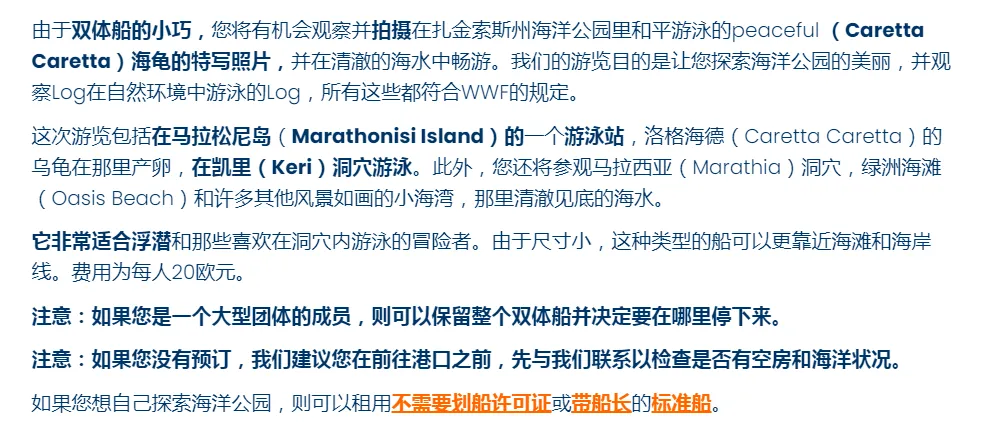 由于双体船的小巧，您将有机会观察并拍摄在扎金索斯州海洋公园里和平游泳的peaceful（Caretta
Caretta）海龟的特写照片，并在清澈的海水中畅游。我们的游览目的是让您探索海洋公园的美丽，并观
察Log在自然环境中游泳的Log，所有这些都符合WWF的规定。
这次游览包括在马拉松尼岛（Marathonisi Island）的一个游泳站，洛格海德（Caretta Caretta）的
乌龟在那里产卵，在凯里（Keri）洞穴游泳。此外，您还将参观马拉西亚（Marathia）洞穴，绿洲海滩
（Oasis Beach）和许多其他风景如画的小海湾，那里清澈见底的海水。
它非常适合浮潜和那些喜欢在洞穴内游泳的冒险者。由于尺寸小，这种类型的船可以更靠近海滩和海岸
线。费用为每人20欧元。
注意：如果您是一个大型团体的成员，则可以保留整个双体船并决定要在哪里停下来。
注意：如果您没有预订，我们建议您在前往港口之前，先与我们联系以检查是否有空房和海洋状况。
如果您想自己探索海洋公园，则可以租用不需要划船许可证或带船长的标准船。